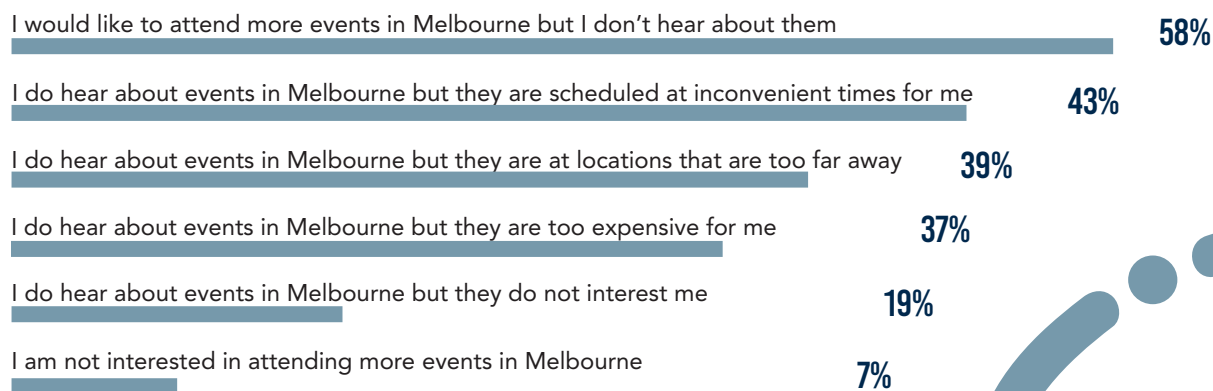 I would like to attend more events in Melbourne but I don’t hear about them 58%
I do hear about events in Melbourne but they are scheduled at inconvenient times for me 43%
I do hear about events in Melbourne but they are at locations that are too far away 39%
I do hear about events in Melbourne but they are too expensive for me 37%
I do hear about events in Melbourne but they do not interest me 19%
I am not interested in attending more events in Melbourne 7%